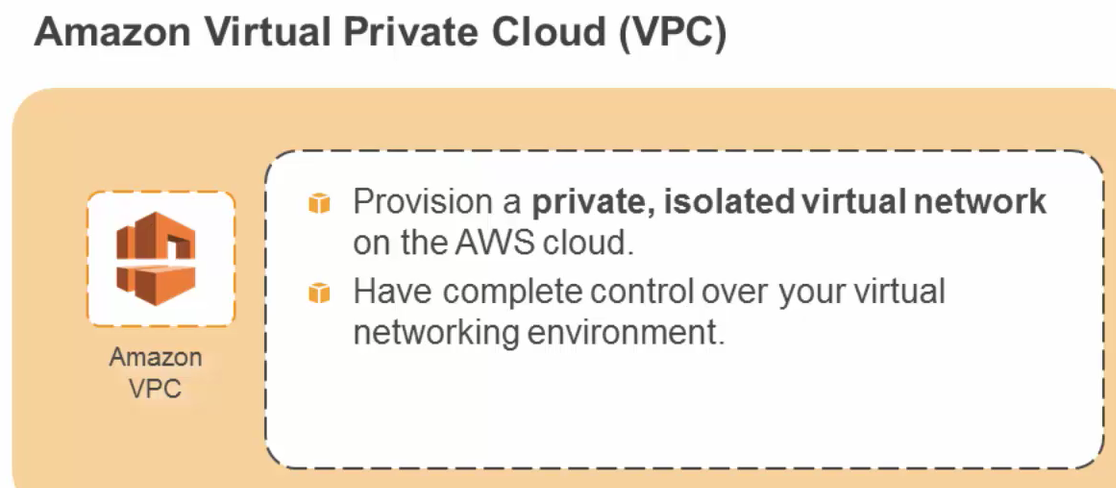 Amazon Virtual Private Cloud (VPC)
Provision a private, isolated virtual network
on the AWS cloud.
Have complete control over your virtual
networking environment.
Amazon
VPC